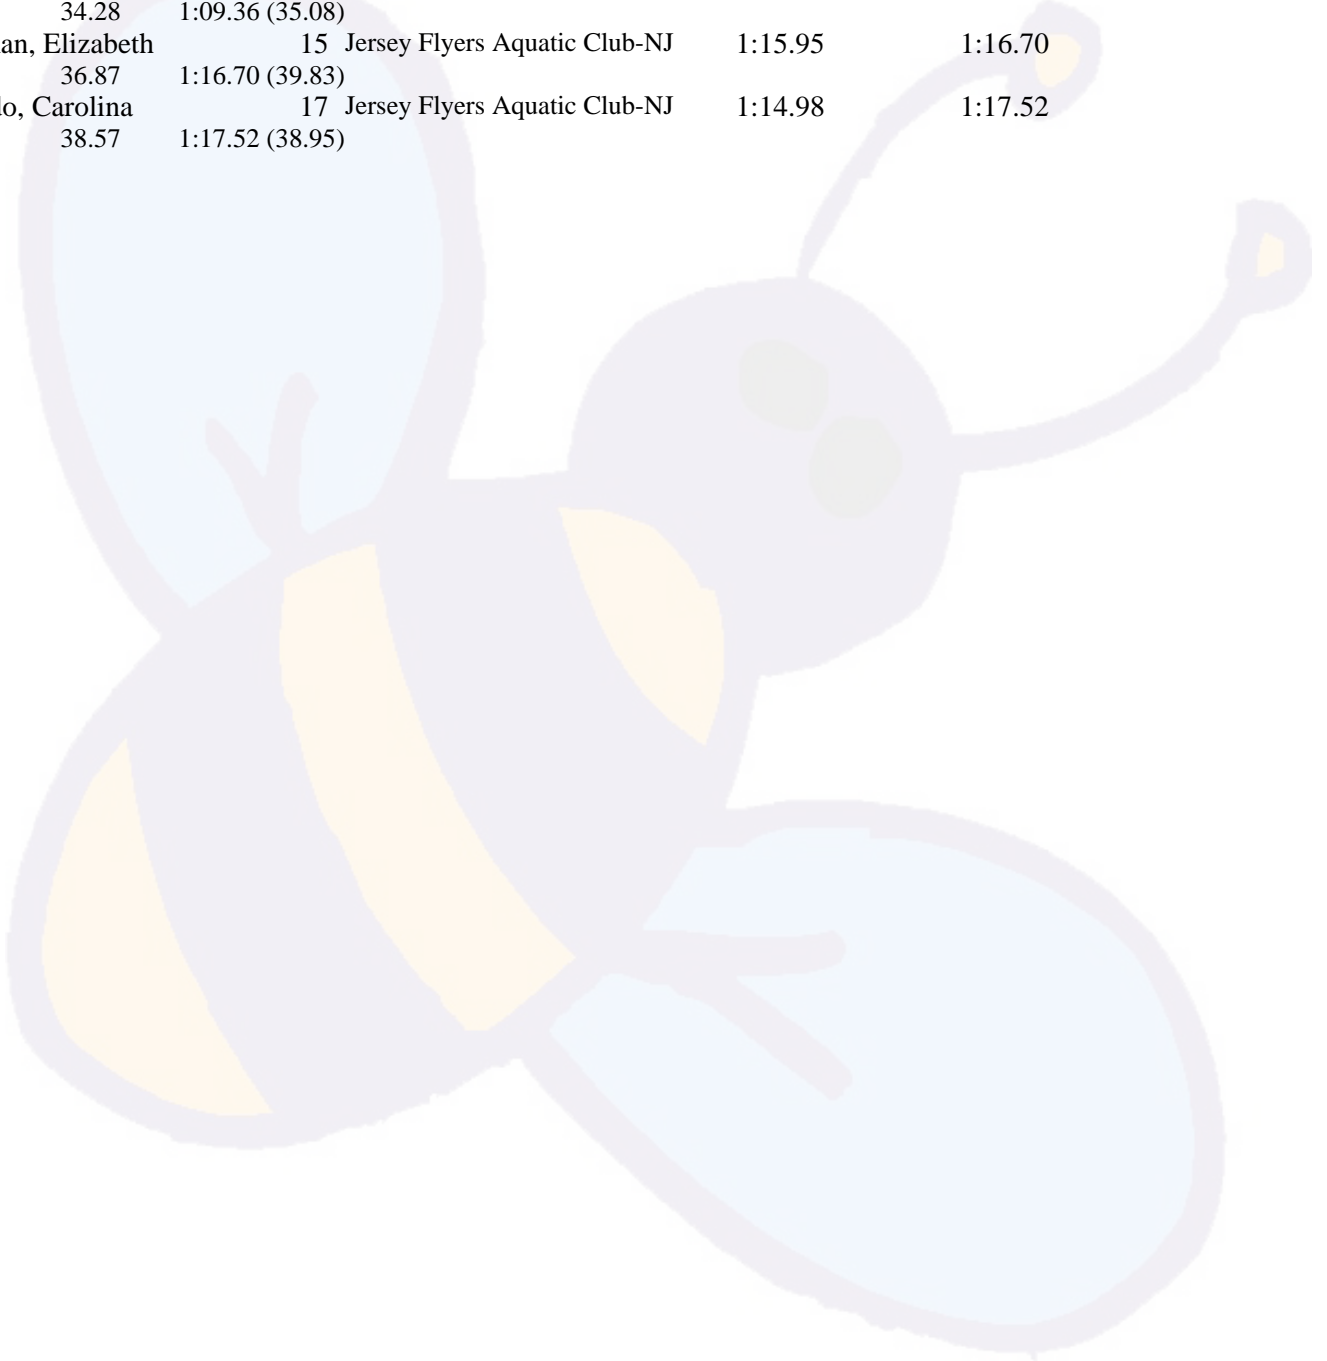 34.28 1:09.36 (35.08)
an, Elizabeth 15 Jersey Flyers Aquatic Club-NJ 1:15.95 1:16.70
36.87 1:16.70 (39.83)
lo, Carolina 17 Jersey Flyers Aquatic Club-NJ 1:14.98 1:17.52
38.57 1:17.52 (38.95)